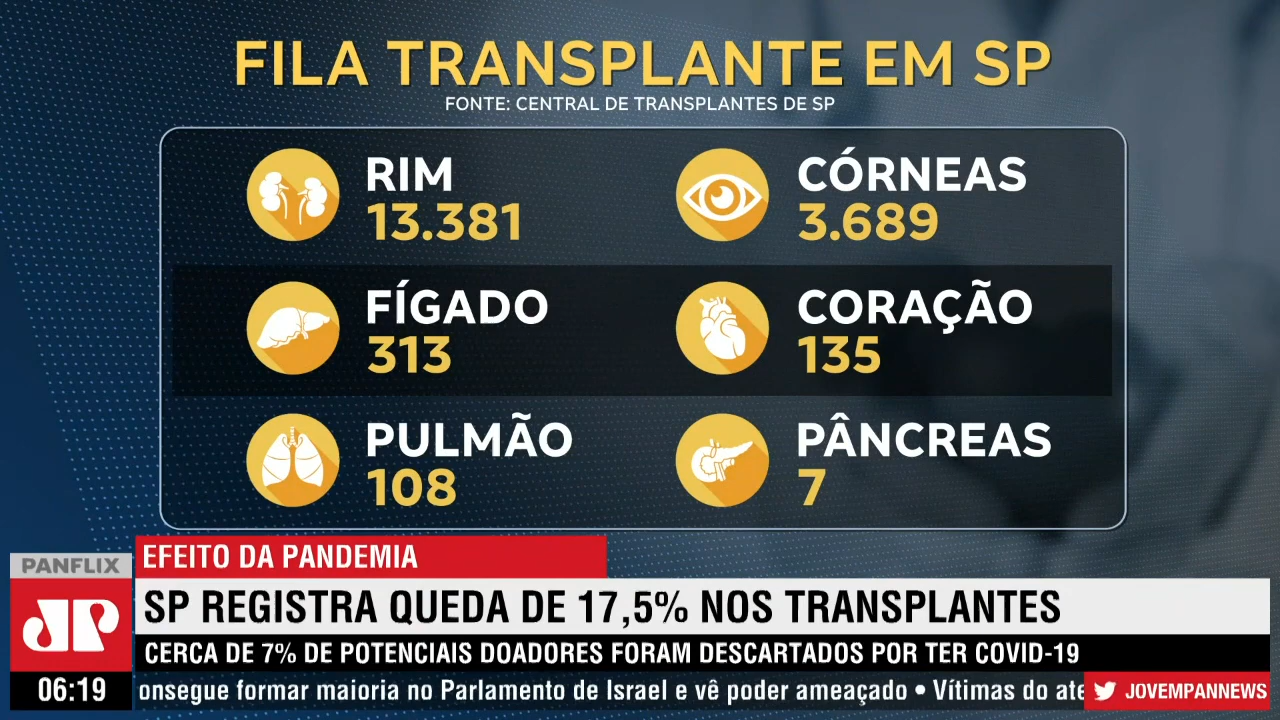 FILA TRANSPLANTE EM SP
FONTE: CENTRAL DE TRANSPLANTES DE SP
RIM
13.381
CÓRNEAS
3.689
FÍGADO
313
CORAÇÃO
135
PULMÃO
108
PÂNCREAS
7
EFEITO DA PANDEMIA
PANFLIX
SP REGISTRA QUEDA DE 17,5% NOS TRANSPLANTES
JP
CERCA DE 7% DE POTENCIAIS DOADORES FORAM DESCARTADOS POR TER COVID-19
06:19
onsegue formar maioria no Parlamento de Israel e vê poder ameaçado • Vítimas do ate
JOVEMPANNEWS